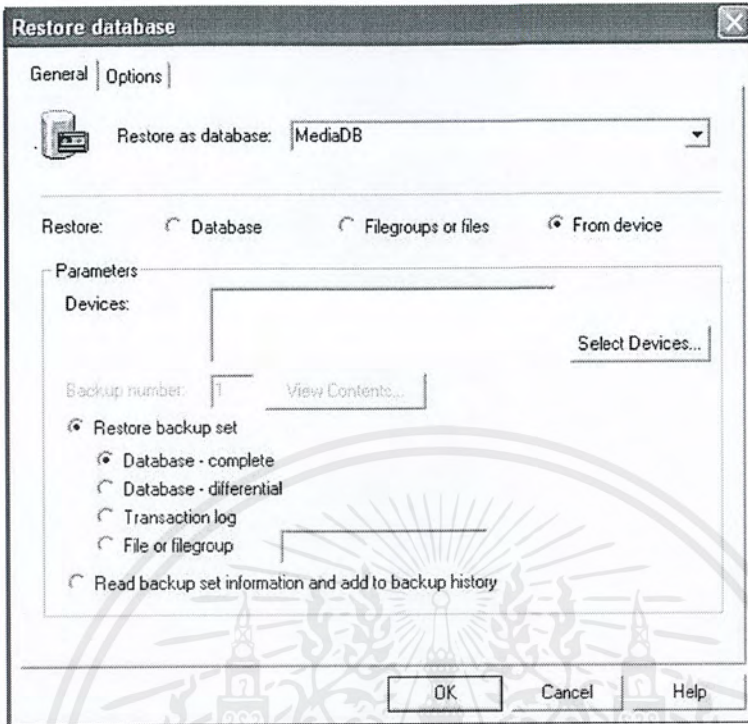 Restore database
General Options
Restore as database: MediaDB
Restore: Database Filegroups or files From device
Parameters
Devices:
Select Devices...
Backup number: 1 View Contents...
Restore backup set
Database - complete
Database - differential
Transaction log
File or filegroup
Read backup set information and add to backup history
OK Cancel Help